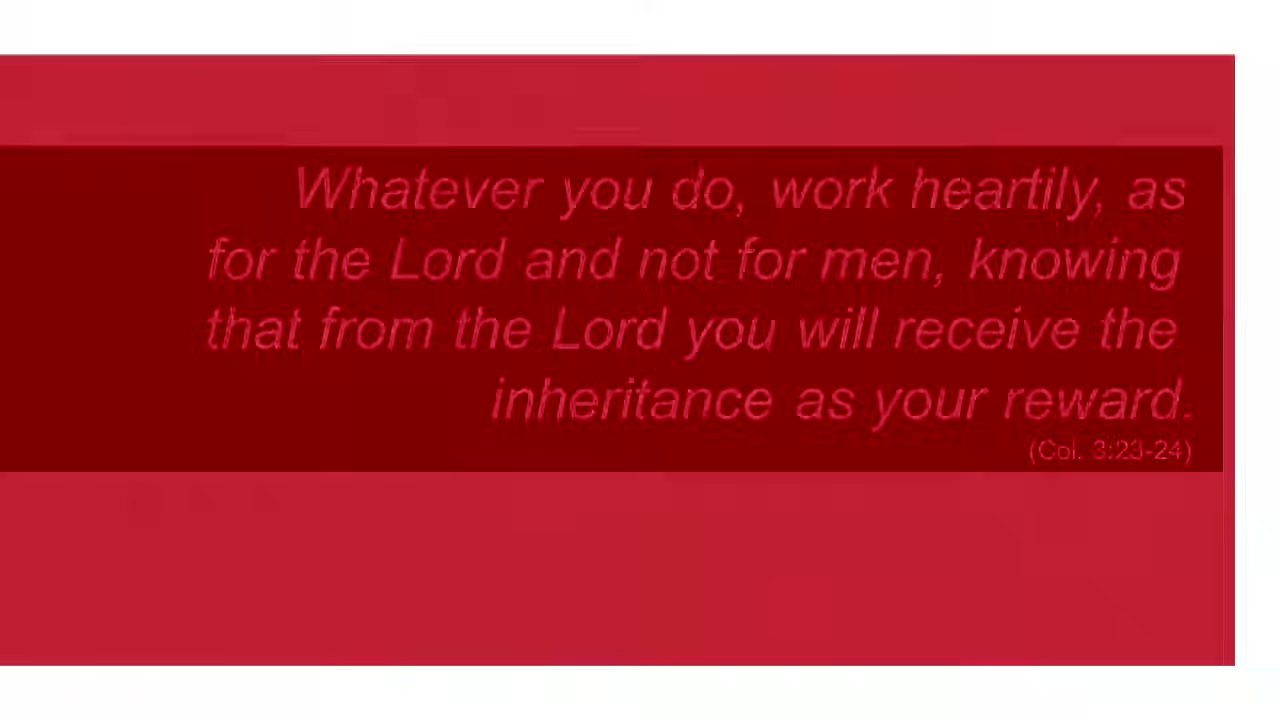 Whatever you do, work heartily, as
for the Lord and not for men, knowing
that from the Lord you will receive the
inheritance as your reward.
(Col. 3:23-24)